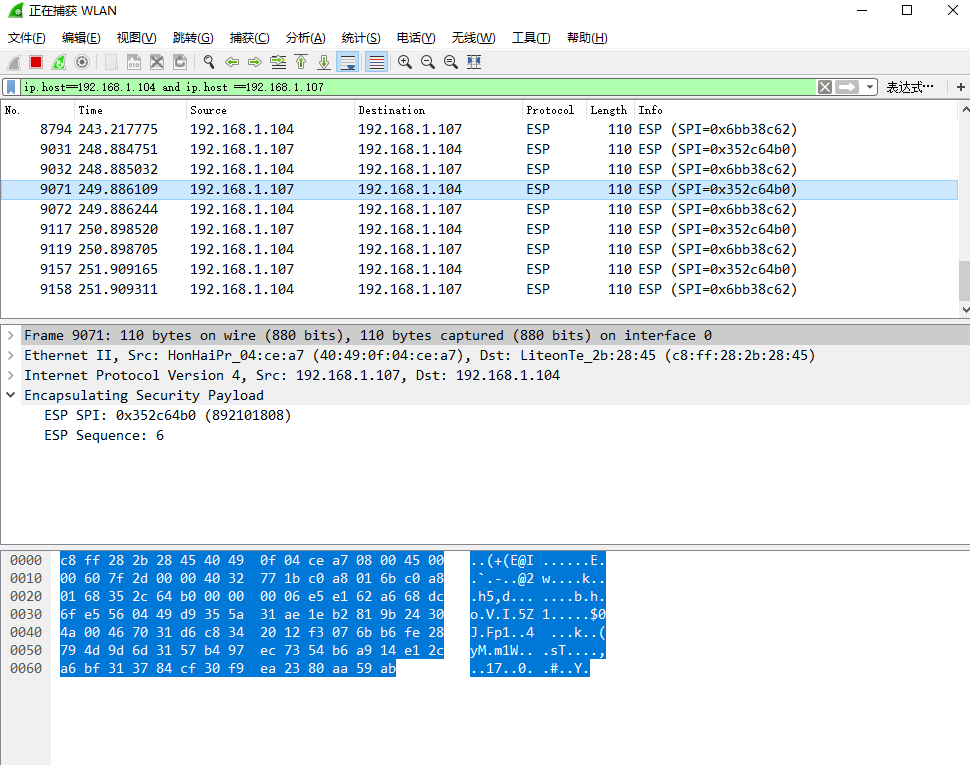 正在捕获 WLAN
文件(F) 编辑(E) 视图(V) 跳转(G) 捕获(C) 分析(A) 统计(S) 电话(Y) 无线(W) 工具(T) 帮助(H)
ip.host==192.168.1.104 and ip.host ==192.168.1.107 表达式… +
No. Time Source Destination Protocol Length Info
8794 243.217775 192.168.1.104 192.168.1.107 ESP 110 ESP (SPI=0x6bb38c62)
9031 248.884751 192.168.1.107 192.168.1.104 ESP 110 ESP (SPI=0x352c64b0)
9032 248.885032 192.168.1.104 192.168.1.107 ESP 110 ESP (SPI=0x6bb38c62)
9071 249.886109 192.168.1.107 192.168.1.104 ESP 110 ESP (SPI=0x352c64b0)
9072 249.886244 192.168.1.104 192.168.1.107 ESP 110 ESP (SPI=0x6bb38c62)
9117 250.898520 192.168.1.107 192.168.1.104 ESP 110 ESP (SPI=0x352c64b0)
9119 250.898705 192.168.1.104 192.168.1.107 ESP 110 ESP (SPI=0x6bb38c62)
9157 251.909165 192.168.1.107 192.168.1.104 ESP 110 ESP (SPI=0x352c64b0)
9158 251.909311 192.168.1.104 192.168.1.107 ESP 110 ESP (SPI=0x6bb38c62)
Frame 9071: 110 bytes on wire (880 bits), 110 bytes captured (880 bits) on interface 0
Ethernet II, Src: HonHaiPr_04:ce:a7 (40:49:0f:04:ce:a7), Dst: LiteonTe_2b:28:45 (c8:ff:28:2b:28:45)
Internet Protocol Version 4, Src: 192.168.1.107, Dst: 192.168.1.104
Encapsulating Security Payload
ESP SPI: 0x352c64b0 (892101808)
ESP Sequence: 6
0000 c8 ff 28 2b 28 45 40 49 0f 04 ce a7 08 00 45 00 ..(+(E@I ......E.
0010 00 60 7f 2d 00 00 40 32 77 1b c0 a8 01 6b c0 a8 .`.-..@2 w....k..
0020 01 68 35 2c 64 b0 00 00 00 06 e5 e1 62 a6 68 dc .h5,d... ....b.h.
0030 6f e5 56 04 49 d9 35 5a 31 ae 1e b2 81 9b 24 30 o.V.I.5Z 1.....$0
0040 4a 00 46 70 31 d6 c8 34 20 12 f3 07 6b b6 fe 28 J.Fp1..4 ...k..(
0050 79 4d 9d 6d 31 57 b4 97 ec 73 54 b6 a9 14 e1 2c yM.m1W.. .sT....,
0060 a6 bf 31 37 84 cf 30 f9 ea 23 80 aa 59 ab ..17..0. .#..Y.